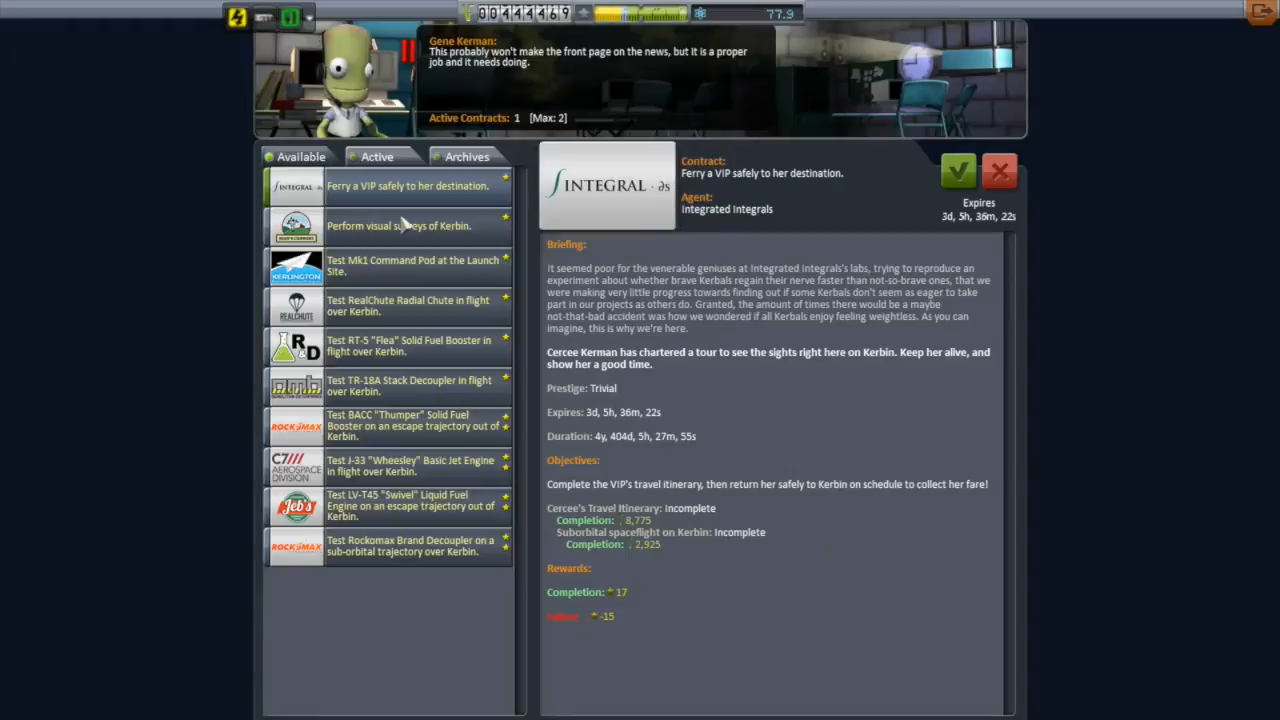 00444469
77.9
Gene Kerman:
This probably won't make the front page on the news, but it is a proper
job and it needs doing.
Active Contracts: 1 [Max: 2]
Available
Active
Archives
∫INTEGRAL · ∂s
Ferry a VIP safely to her destination.
Perform visual surveys of Kerbin.
KERLINGTON
Test Mk1 Command Pod at the Launch
Site.
REALCHUTE
Test RealChute Radial Chute in flight
over Kerbin.
R&D
Test RT-5 "Flea" Solid Fuel Booster in
flight over Kerbin.
Test TR-18A Stack Decoupler in flight
over Kerbin.
ROCKOMAX
Test BACC "Thumper" Solid Fuel
Booster on an escape trajectory out of
Kerbin.
C7///
AEROSPACE
DIVISION
Test J-33 "Wheesley" Basic Jet Engine
in flight over Kerbin.
Jeb's
Test LV-T45 "Swivel" Liquid Fuel
Engine on an escape trajectory out of
Kerbin.
ROCKOMAX
Test Rockomax Brand Decoupler on a
sub-orbital trajectory over Kerbin.
∫INTEGRAL · ∂s
Contract:
Ferry a VIP safely to her destination.
Agent:
Integrated Integrals
Expires
3d, 5h, 36m, 22s
Briefing:
It seemed poor for the venerable geniuses at Integrated Integrals's labs, trying to reproduce an
experiment about whether brave Kerbals regain their nerve faster than not-so-brave ones, that we
were making very little progress towards finding out if some Kerbals don't seem as eager to take
part in our projects as others do. Granted, the amount of times there would be a maybe
not-that-bad accident was how we wondered if all Kerbals enjoy feeling weightless. As you can
imagine, this is why we're here.
Cercee Kerman has chartered a tour to see the sights right here on Kerbin. Keep her alive, and
show her a good time.
Prestige: Trivial
Expires: 3d, 5h, 36m, 22s
Duration: 4y, 404d, 5h, 27m, 55s
Objectives:
Complete the VIP's travel itinerary, then return her safely to Kerbin on schedule to collect her fare!
Cercee's Travel Itinerary: Incomplete
Completion: 8,775
Suborbital spaceflight on Kerbin: Incomplete
Completion: 2,925
Rewards:
Completion: 17
Failure: -15